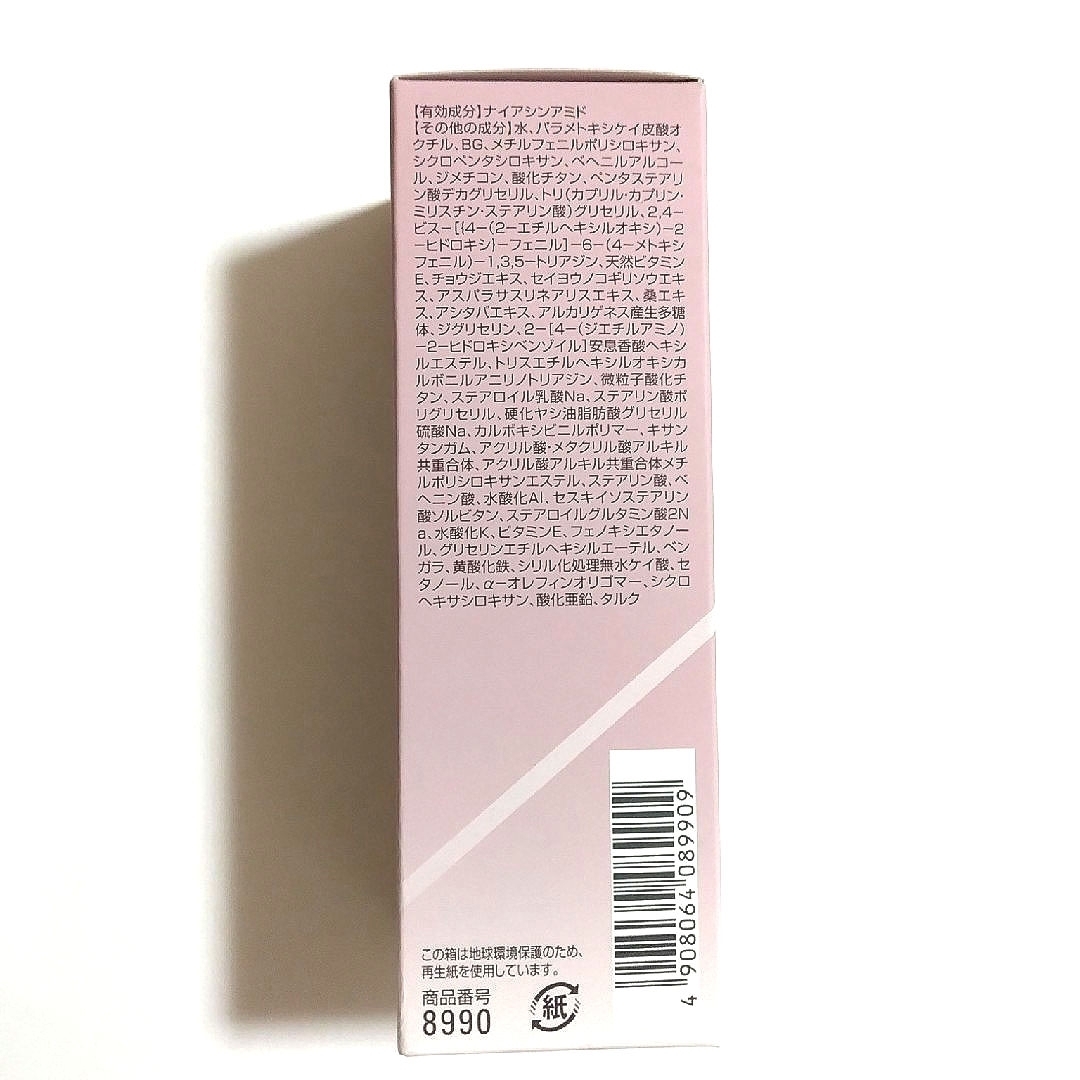 【有効成分】ナイアシンアミド
【その他の成分】水、パラメトキシケイ皮酸オ
クチル、BG、メチルフェニルポリシロキサン、
シクロペンタシロキサン、ベヘニルアルコー
ル、ジメチコン、酸化チタン、ペンタステアリ
ン酸デカグリセリル、トリ(カプリル・カプリン・
ミリスチン・ステアリン酸)グリセリル、2,4－
ビス－[{4－(2－エチルヘキシルオキシ)－2
－ヒドロキシ}－フェニル]－6－(4－メトキシ
フェニル)－1,3,5－トリアジン、天然ビタミン
E、チョウジエキス、セイヨウノコギリソウエキ
ス、アスパラサスリネアリスエキス、桑エキ
ス、アシタバエキス、アルカリゲネス産生多糖
体、ジグリセリン、2－[4－(ジエチルアミノ)
－2－ヒドロキシベンゾイル]安息香酸ヘキシ
ルエステル、トリスエチルヘキシルオキシカ
ルボニルアニリノトリアジン、微粒子酸化チ
タン、ステアロイル乳酸Na、ステアリン酸ポ
リグリセリル、硬化ヤシ油脂肪酸グリセリル
硫酸Na、カルボキシビニルポリマー、キサン
タンガム、アクリル酸・メタクリル酸アルキル
共重合体、アクリル酸アルキル共重合体メチ
ルポリシロキサンエステル、ステアリン酸、ベ
ヘニン酸、水酸化Al、セスキイソステアリン
酸ソルビタン、ステアロイルグルタミン酸2N
a、水酸化K、ビタミンE、フェノキシエタノー
ル、グリセリンエチルヘキシルエーテル、ベン
ガラ、黄酸化鉄、シリル化処理無水ケイ酸、セ
タノール、α－オレフィンオリゴマー、シクロ
ヘキサシロキサン、酸化亜鉛、タルク
4 908064 089909
この箱は地球環境保護のため、
再生紙を使用しています。
商品番号
8990
紙